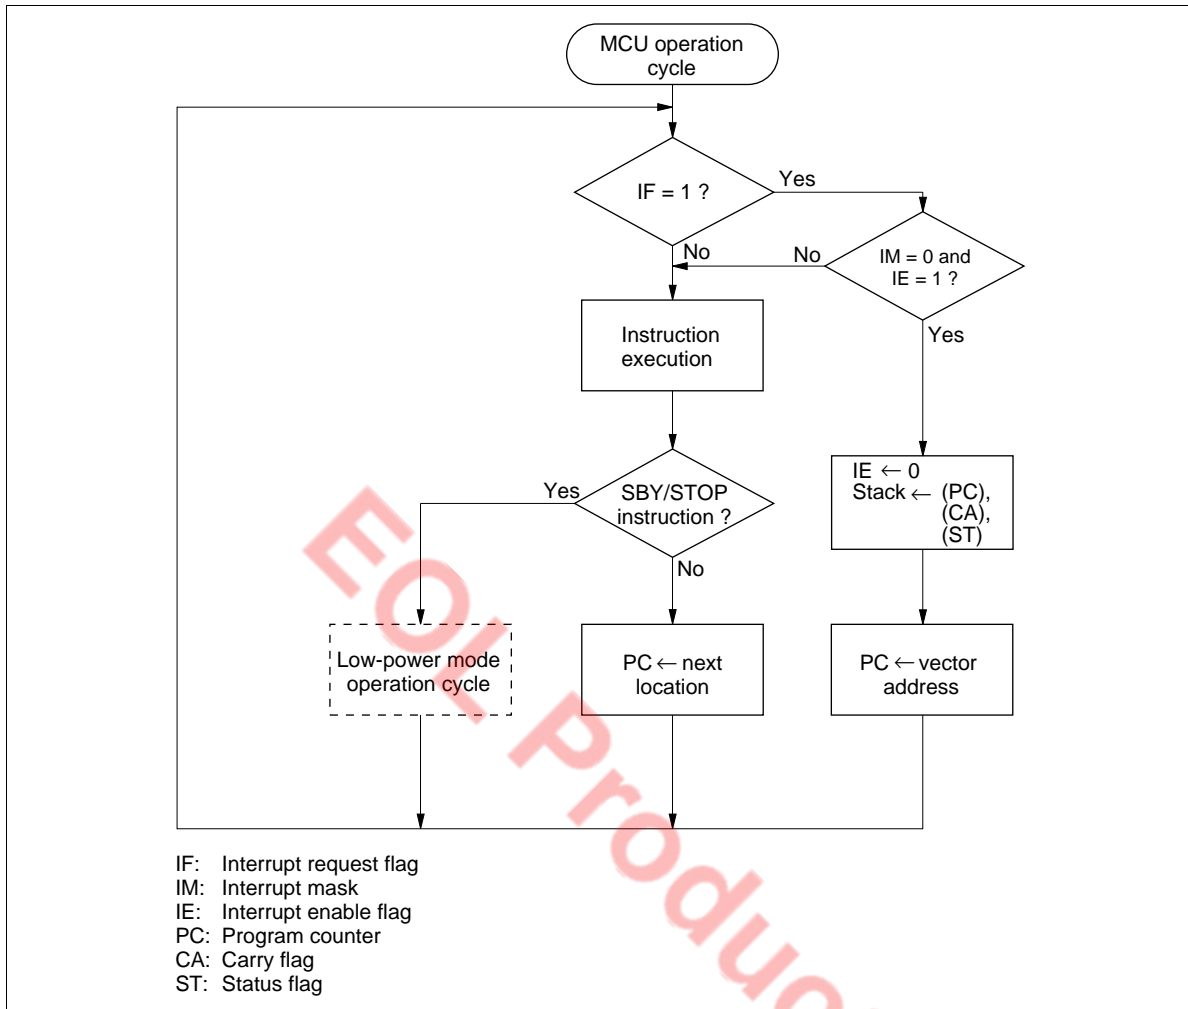 MCU operation
cycle
IF = 1 ?
Yes
No
No
IM = 0 and
IE = 1 ?
Yes
Instruction
execution
IE ← 0
Stack ← (PC),
(CA),
(ST)
Yes
SBY/STOP
instruction ?
No
Low-power mode
operation cycle
PC ← next
location
PC ← vector
address
IF: Interrupt request flag
IM: Interrupt mask
IE: Interrupt enable flag
PC: Program counter
CA: Carry flag
ST: Status flag
EOL Produc